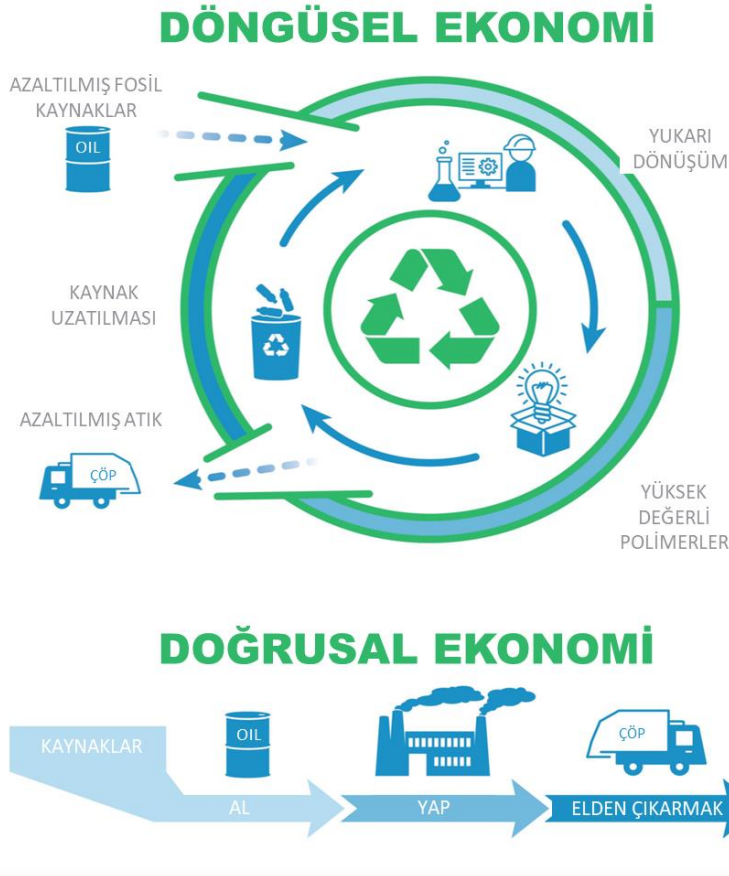 DÖNGÜSEL EKONOMİ
AZALTILMIŞ FOSİL
KAYNAKLAR
OIL
YUKARI
DÖNÜŞÜM
KAYNAK
UZATILMASI
AZALTILMIŞ ATIK
ÇÖP
YÜKSEK
DEĞERLİ
POLİMERLER
DOĞRUSAL EKONOMİ
KAYNAKLAR
OIL
ÇÖP
AL
YAP
ELDEN ÇIKARMAK